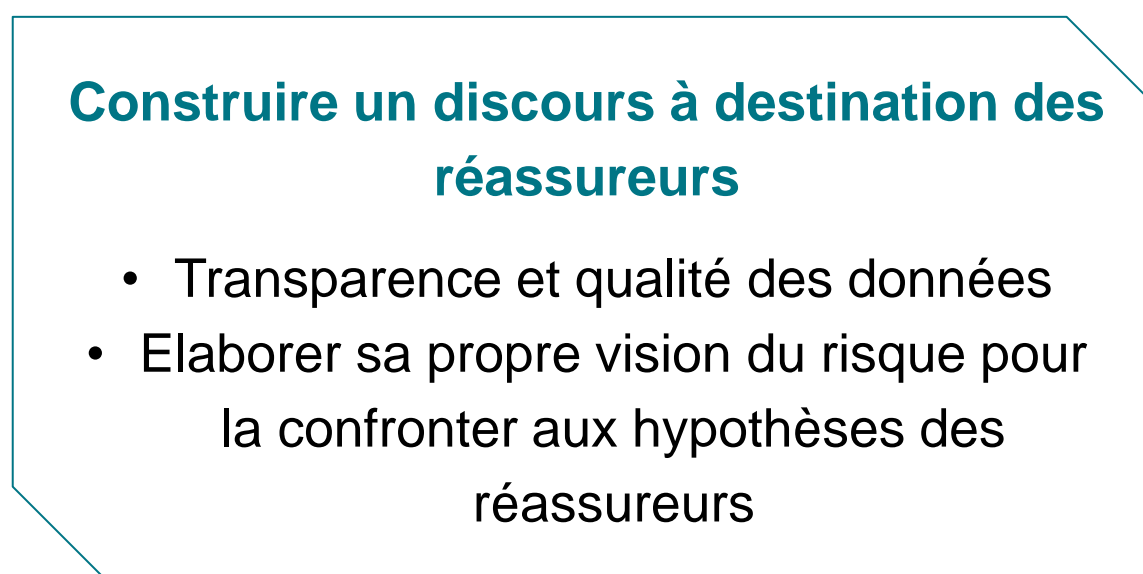 Construire un discours à destination des
réassureurs
• Transparence et qualité des données
• Elaborer sa propre vision du risque pour
la confronter aux hypothèses des
réassureurs